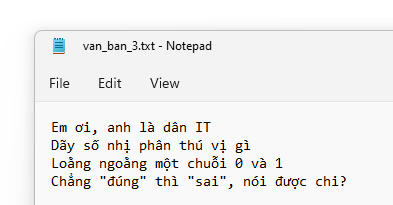 van_ban_3.txt - Notepad
File Edit View
Em ơi, anh là dân IT
Dãy số nhị phân thú vị gì
Loằng ngoằng một chuỗi 0 và 1
Chẳng "đúng" thì "sai", nói được chi?